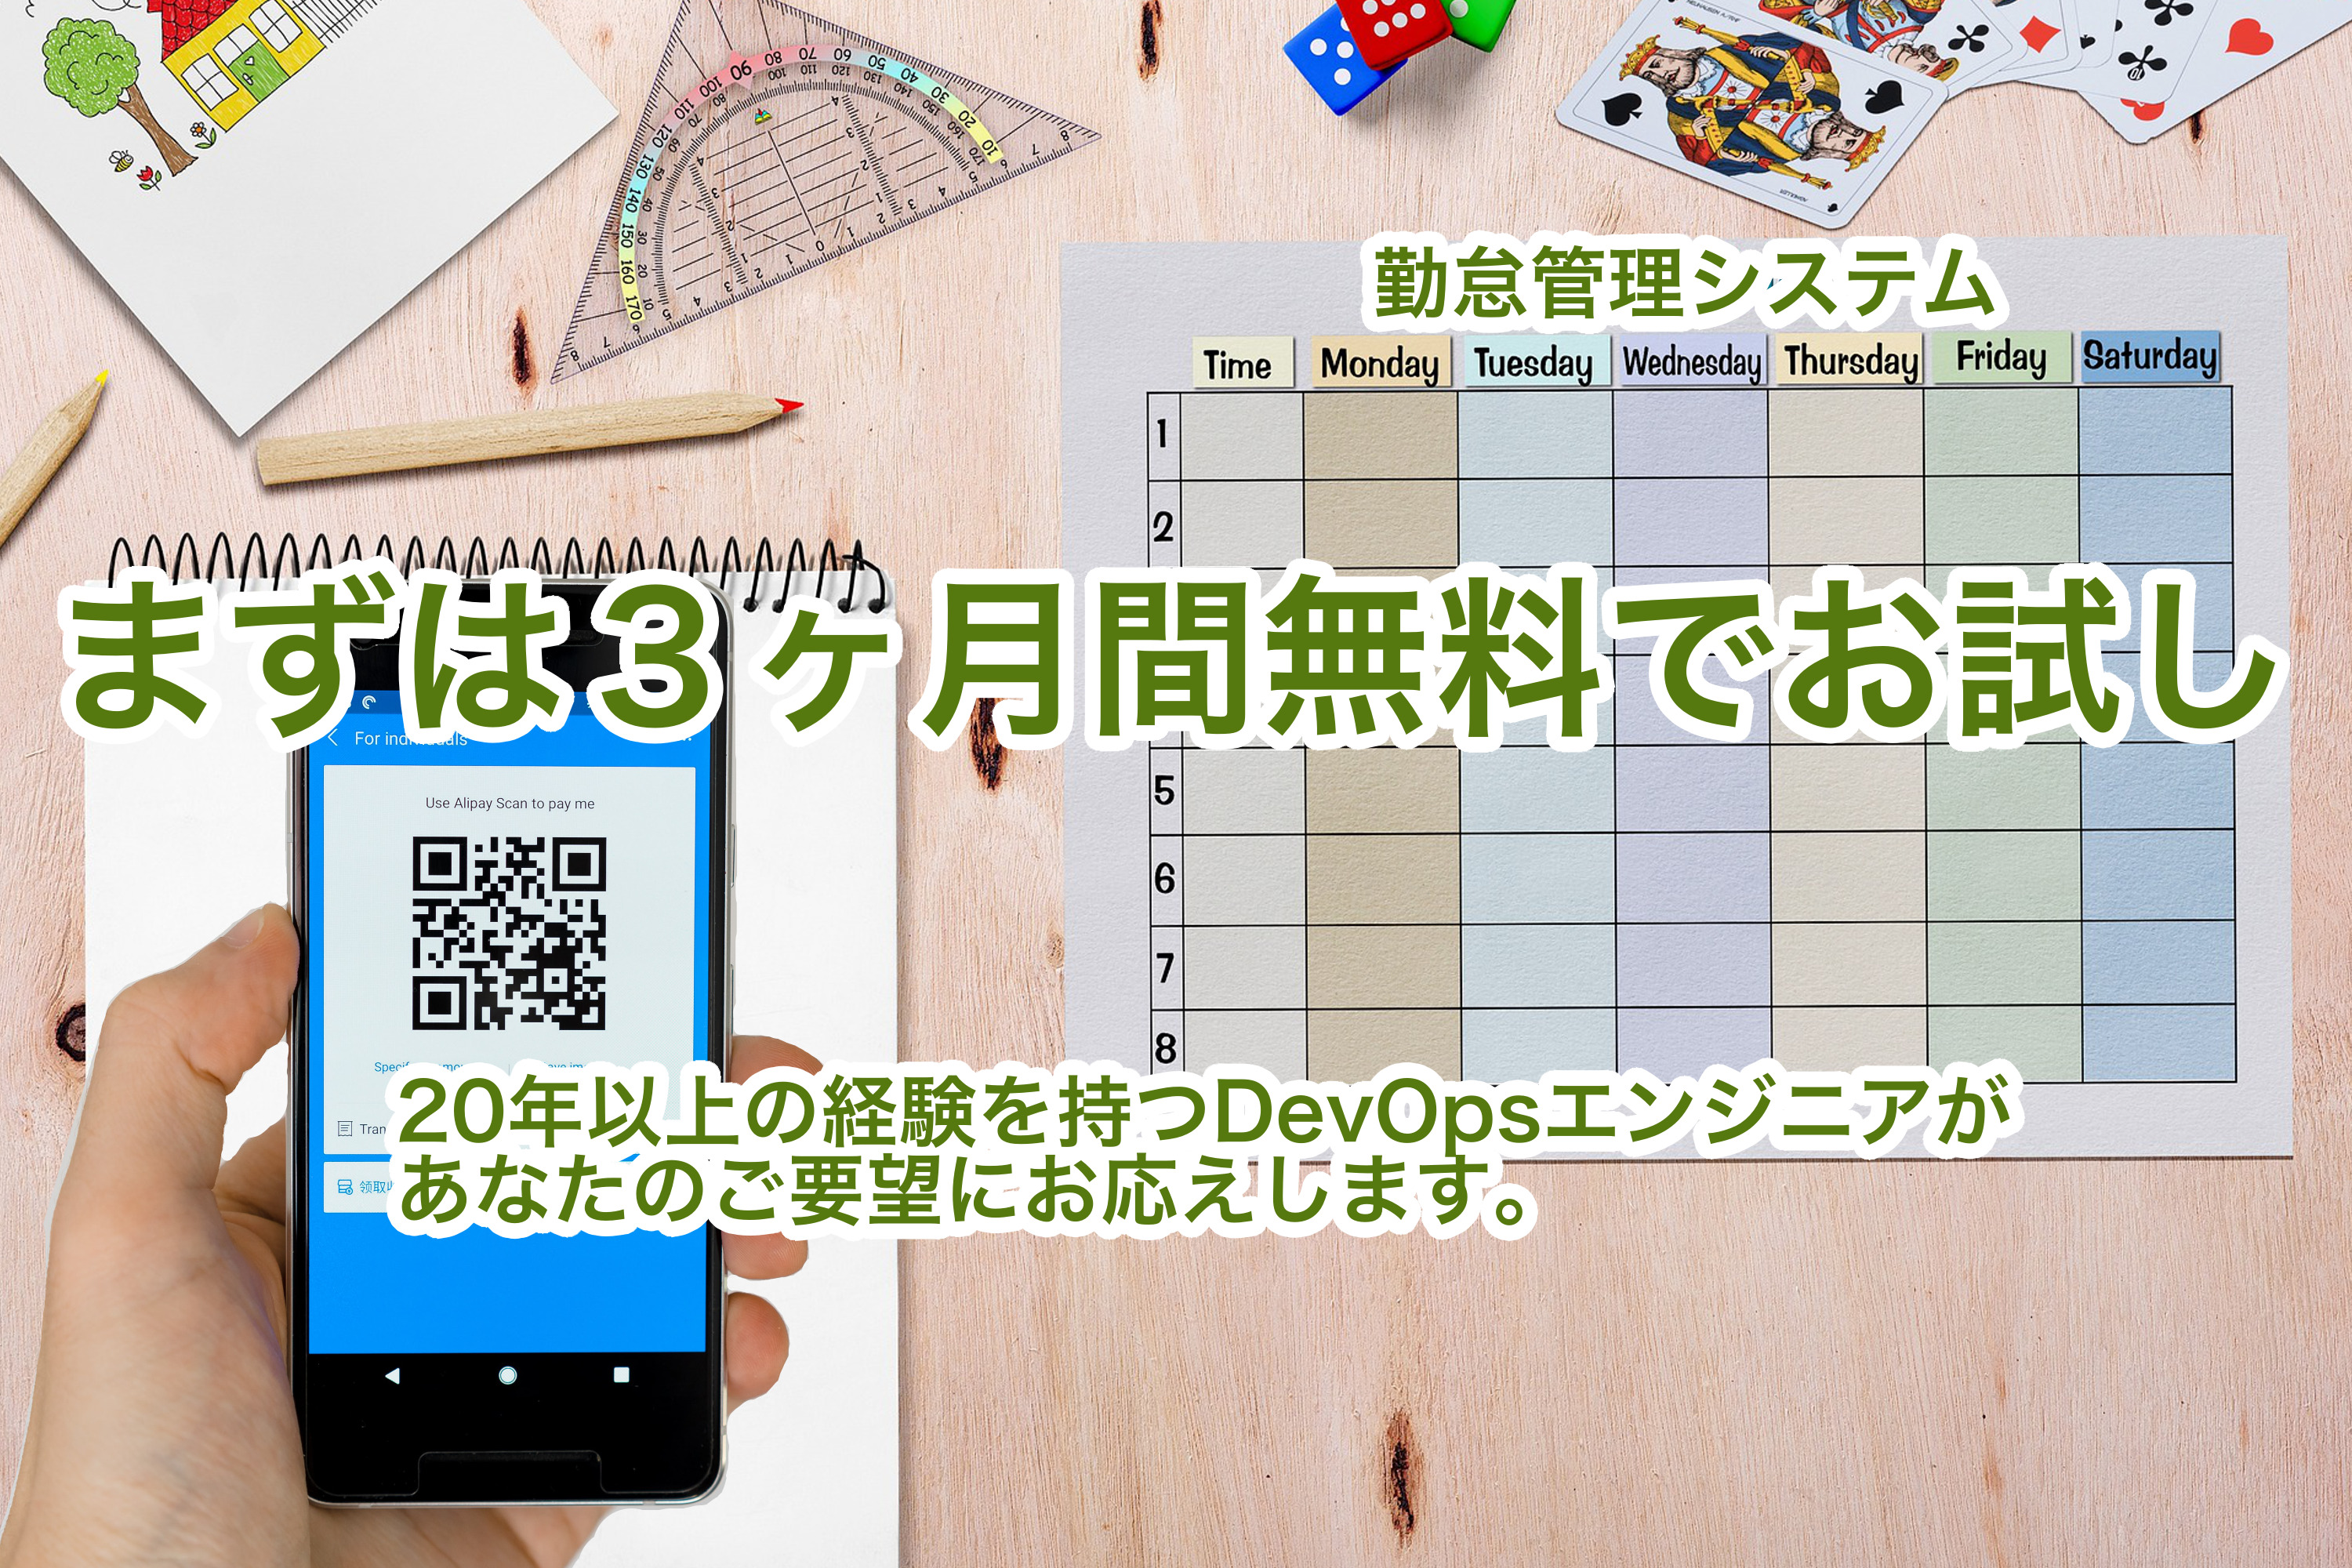 勤怠管理システム
Time Monday Tuesday Wednesday Thursday Friday Saturday
1
2
まずは３ヶ月間無料でお試し
For individuals
Use Alipay Scan to pay me
5
6
7
8
20年以上の経験を持つDevOpsエンジニアが
あなたのご要望にお応えします。